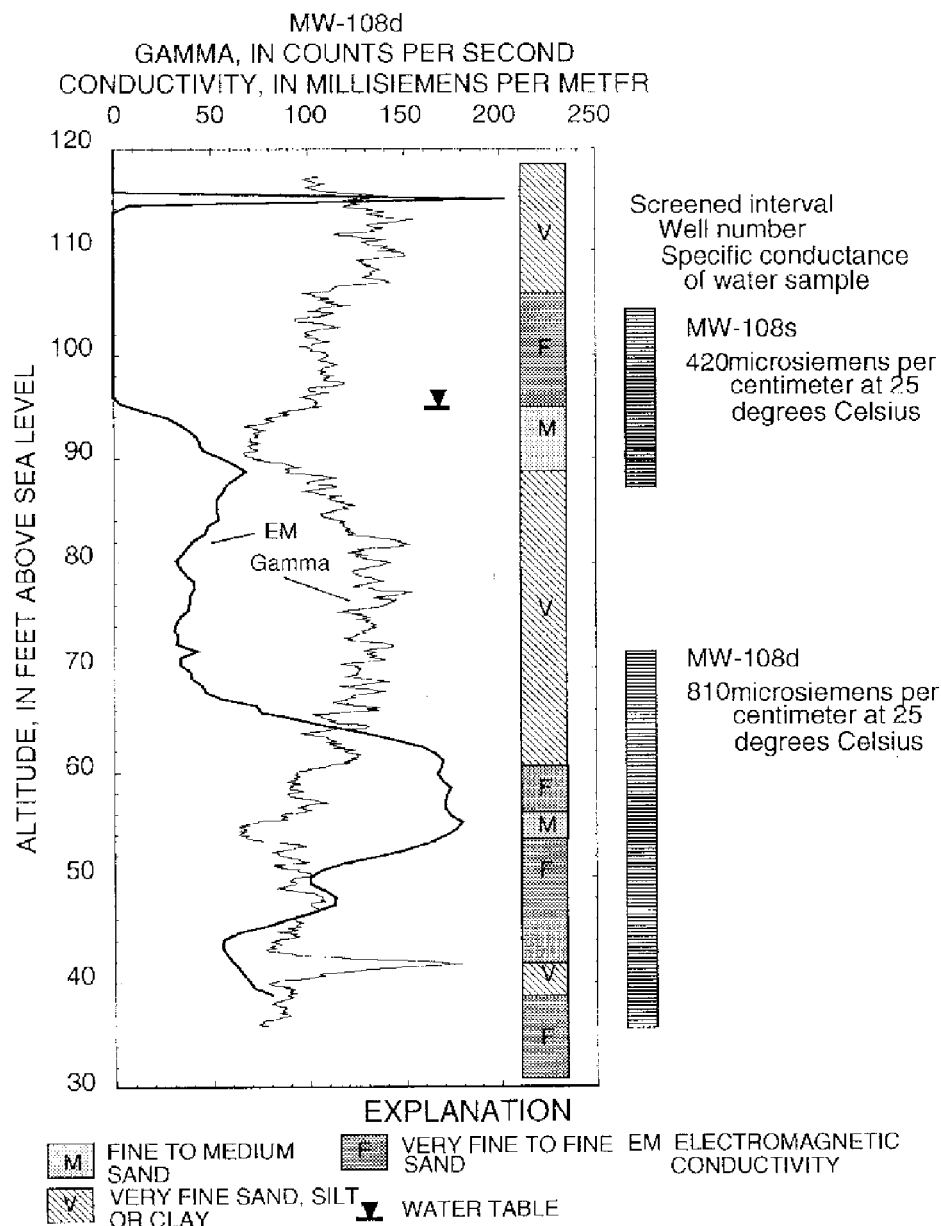 MW-108d
GAMMA, IN COUNTS PER SECOND
CONDUCTIVITY, IN MILLISIEMENS PER METER
0 50 100 150 200 250
120
110
100
90
80
70
60
50
40
30
ALTITUDE, IN FEET ABOVE SEA LEVEL
EM
Gamma
V
F
M
V
F
M
F
V
F
Screened interval
Well number
Specific conductance
of water sample
MW-108s
420microsiemens per
centimeter at 25
degrees Celsius
MW-108d
810microsiemens per
centimeter at 25
degrees Celsius
EXPLANATION
M FINE TO MEDIUM
SAND
F VERY FINE TO FINE
SAND
EM ELECTROMAGNETIC
CONDUCTIVITY
V VERY FINE SAND, SILT
OR CLAY
WATER TABLE